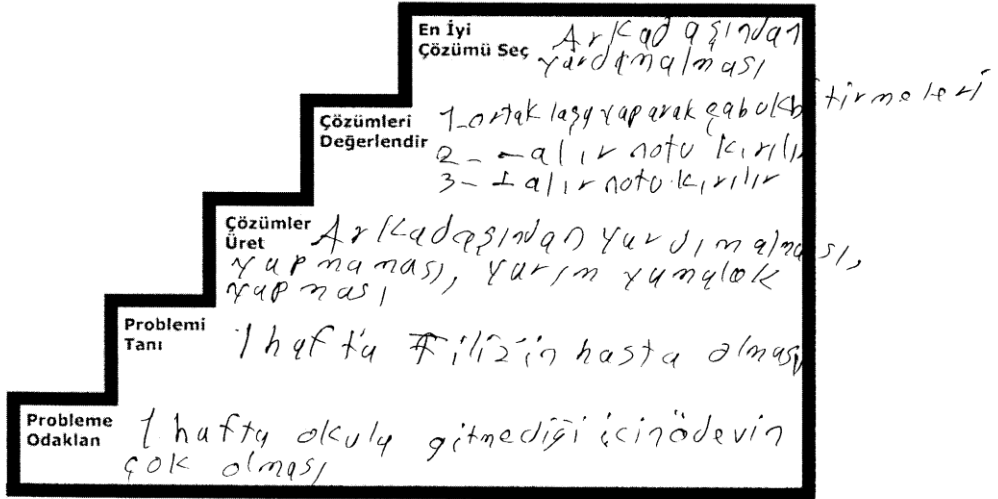 En İyi
Çözümü Seç
Arkadaşından
yardım alması
Çözümleri
Değerlendir
1-ortaklaşa yaparak çabuk bitirmeleri
2- - alır notu kırılır
3- ⊥ alır notu kırılır
Çözümler
Üret
Arkadaşından yardım alması,
yapmaması, yarım yamalak
yapması
Problemi
Tanı
1 hafta Filiz'in hasta olması
Probleme
Odaklan
1 hafta okula gitmediği için ödevin
çok olması